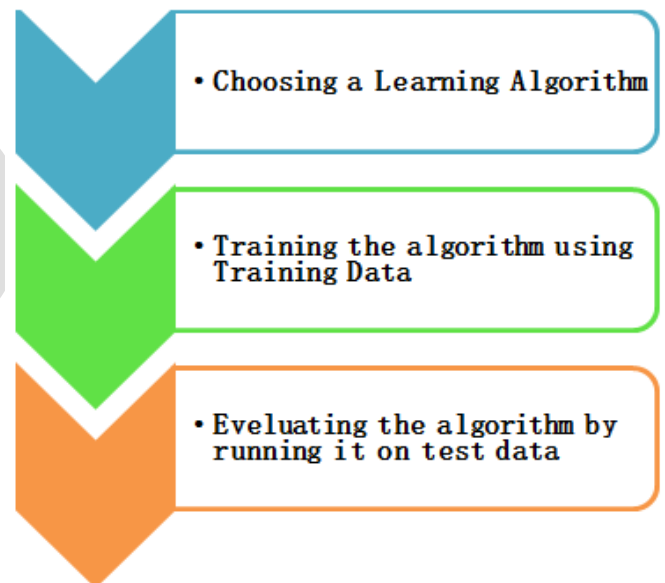 • Choosing a Learning Algorithm
• Training the algorithm using
Training Data
• Eveluating the algorithm by
running it on test data